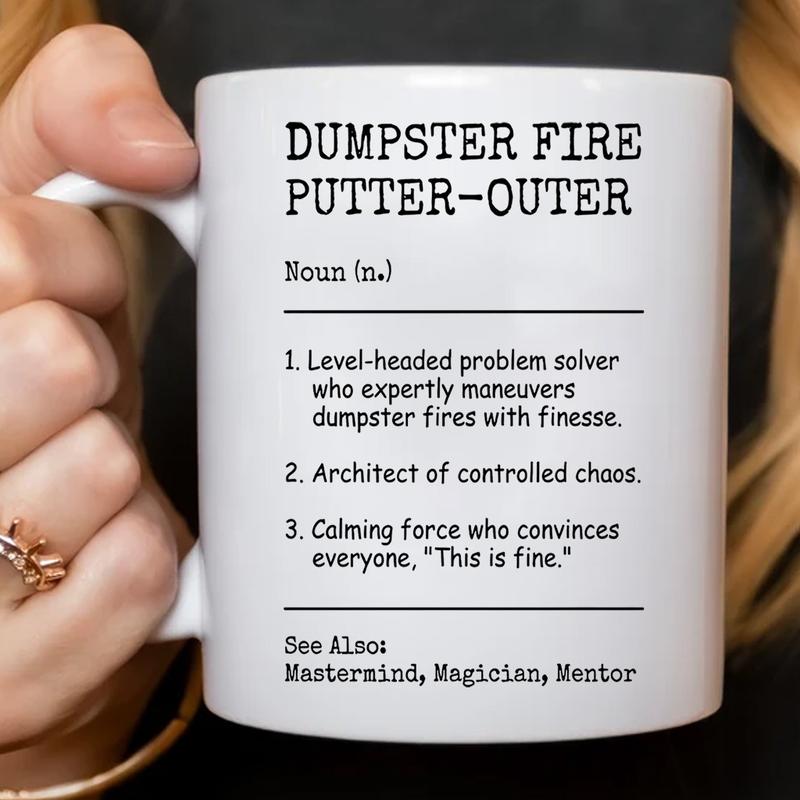 DUMPSTER FIRE
PUTTER-OUTER
Noun (n.)
1. Level-headed problem solver
who expertly maneuvers
dumpster fires with finesse.
2. Architect of controlled chaos.
3. Calming force who convinces
everyone, "This is fine."
See Also:
Mastermind, Magician, Mentor